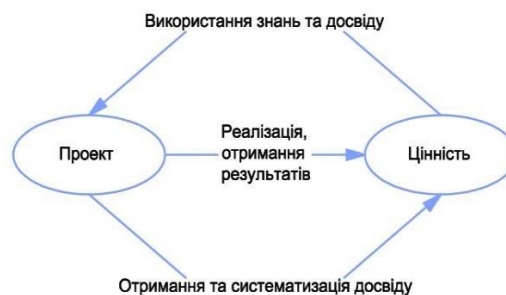 Використання знань та досвіду
Проект
Реалізація,
отримання
результатів
Цінність
Отримання та систематизація досвіду